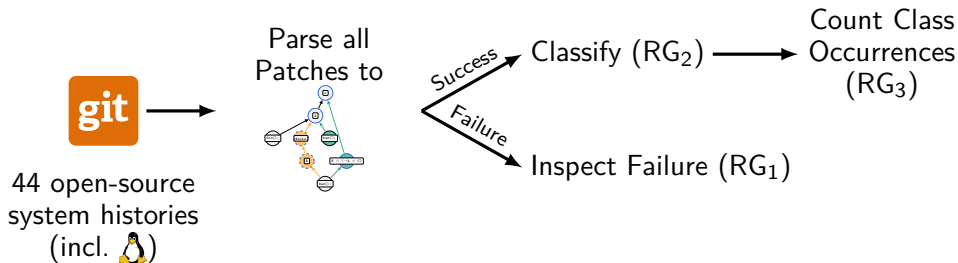 git
44 open-source
system histories
(incl. )
Parse all
Patches to
Success
Failure
Classify (RG2)
Inspect Failure (RG1)
Count Class
Occurrences
(RG3)